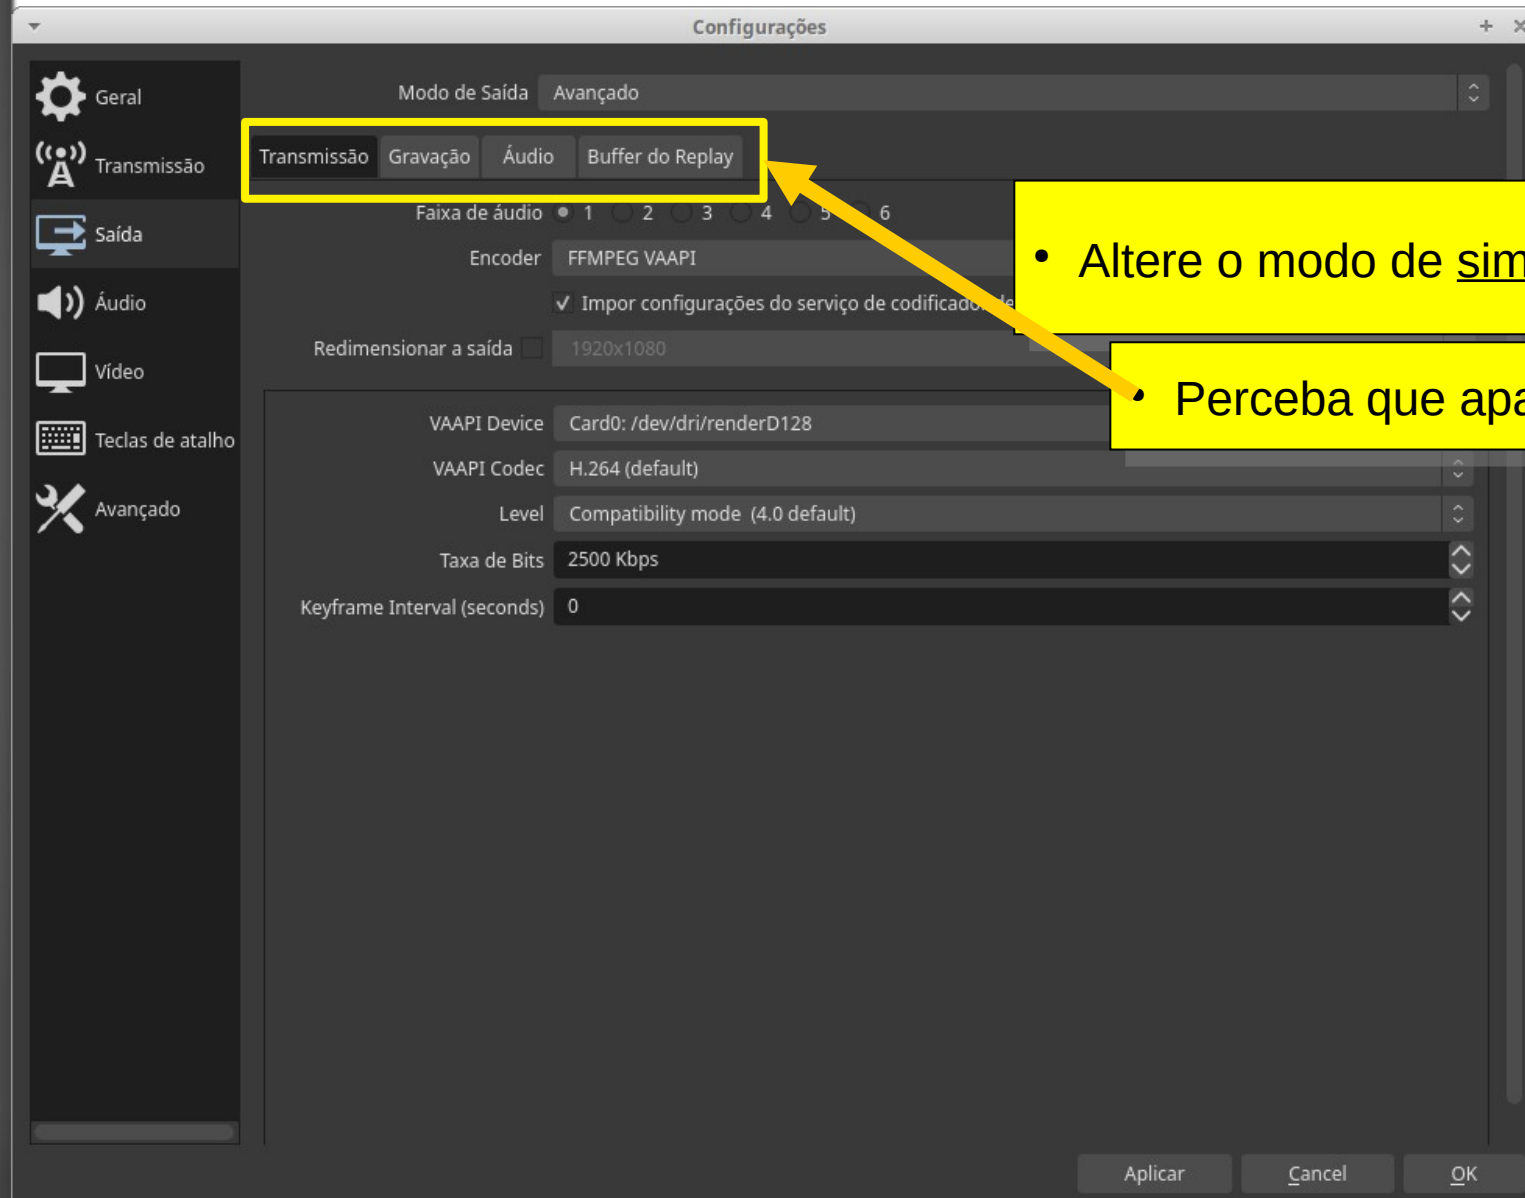 Configurações
Geral
Transmissão
Saída
Áudio
Vídeo
Teclas de atalho
Avançado
Modo de Saída Avançado
Transmissão Gravação Áudio Buffer do Replay
Faixa de áudio 1 2 3 4 5 6
Encoder FFMPEG VAAPI
Impor configurações do serviço de codificador de
Redimensionar a saída 1920x1080
VAAPI Device Card0: /dev/dri/renderD128
VAAPI Codec H.264 (default)
Level Compatibility mode (4.0 default)
Taxa de Bits 2500 Kbps
Keyframe Interval (seconds) 0
• Altere o modo de sim
• Perceba que apa
Aplicar Cancel OK